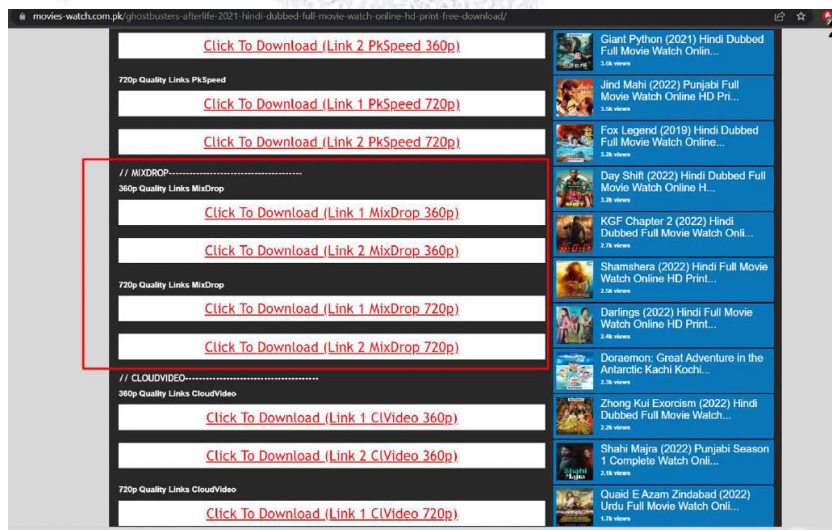 movies-watch.com.pk/ghostbusters-afterlife-2021-hindi-dubbed-full-movie-watch-online-hd-print-free-download/
Click To Download (Link 2 PkSpeed 360p)
720p Quality Links PkSpeed
Click To Download (Link 1 PkSpeed 720p)
Click To Download (Link 2 PkSpeed 720p)
// MIXDROP---------------------------------------
360p Quality Links MixDrop
Click To Download (Link 1 MixDrop 360p)
Click To Download (Link 2 MixDrop 360p)
720p Quality Links MixDrop
Click To Download (Link 1 MixDrop 720p)
Click To Download (Link 2 MixDrop 720p)
// CLOUDVIDEO---------------------------------------
360p Quality Links CloudVideo
Click To Download (Link 1 ClVideo 360p)
Click To Download (Link 2 ClVideo 360p)
720p Quality Links CloudVideo
Click To Download (Link 1 ClVideo 720p)
Giant Python (2021) Hindi Dubbed
Full Movie Watch Onlin...
3.5k views
Jind Mahi (2022) Punjabi Full
Movie Watch Online HD Pri...
3.5k views
Fox Legend (2019) Hindi Dubbed
Full Movie Watch Online...
3.2k views
Day Shift (2022) Hindi Dubbed Full
Movie Watch Online H...
3.2k views
KGF Chapter 2 (2022) Hindi
Dubbed Full Movie Watch Onli...
2.7k views
Shamshera (2022) Hindi Full Movie
Watch Online HD Print...
2.5k views
Darlings (2022) Hindi Full Movie
Watch Online HD Print...
2.4k views
Doraemon: Great Adventure in the
Antarctic Kachi Kochi...
2.3k views
Zhong Kui Exorcism (2022) Hindi
Dubbed Full Movie Watch...
2.2k views
Shahi Majra (2022) Punjabi Season
1 Complete Watch Onli...
2.1k views
Quaid E Azam Zindabad (2022)
Urdu Full Movie Watch Onli...
1.7k views